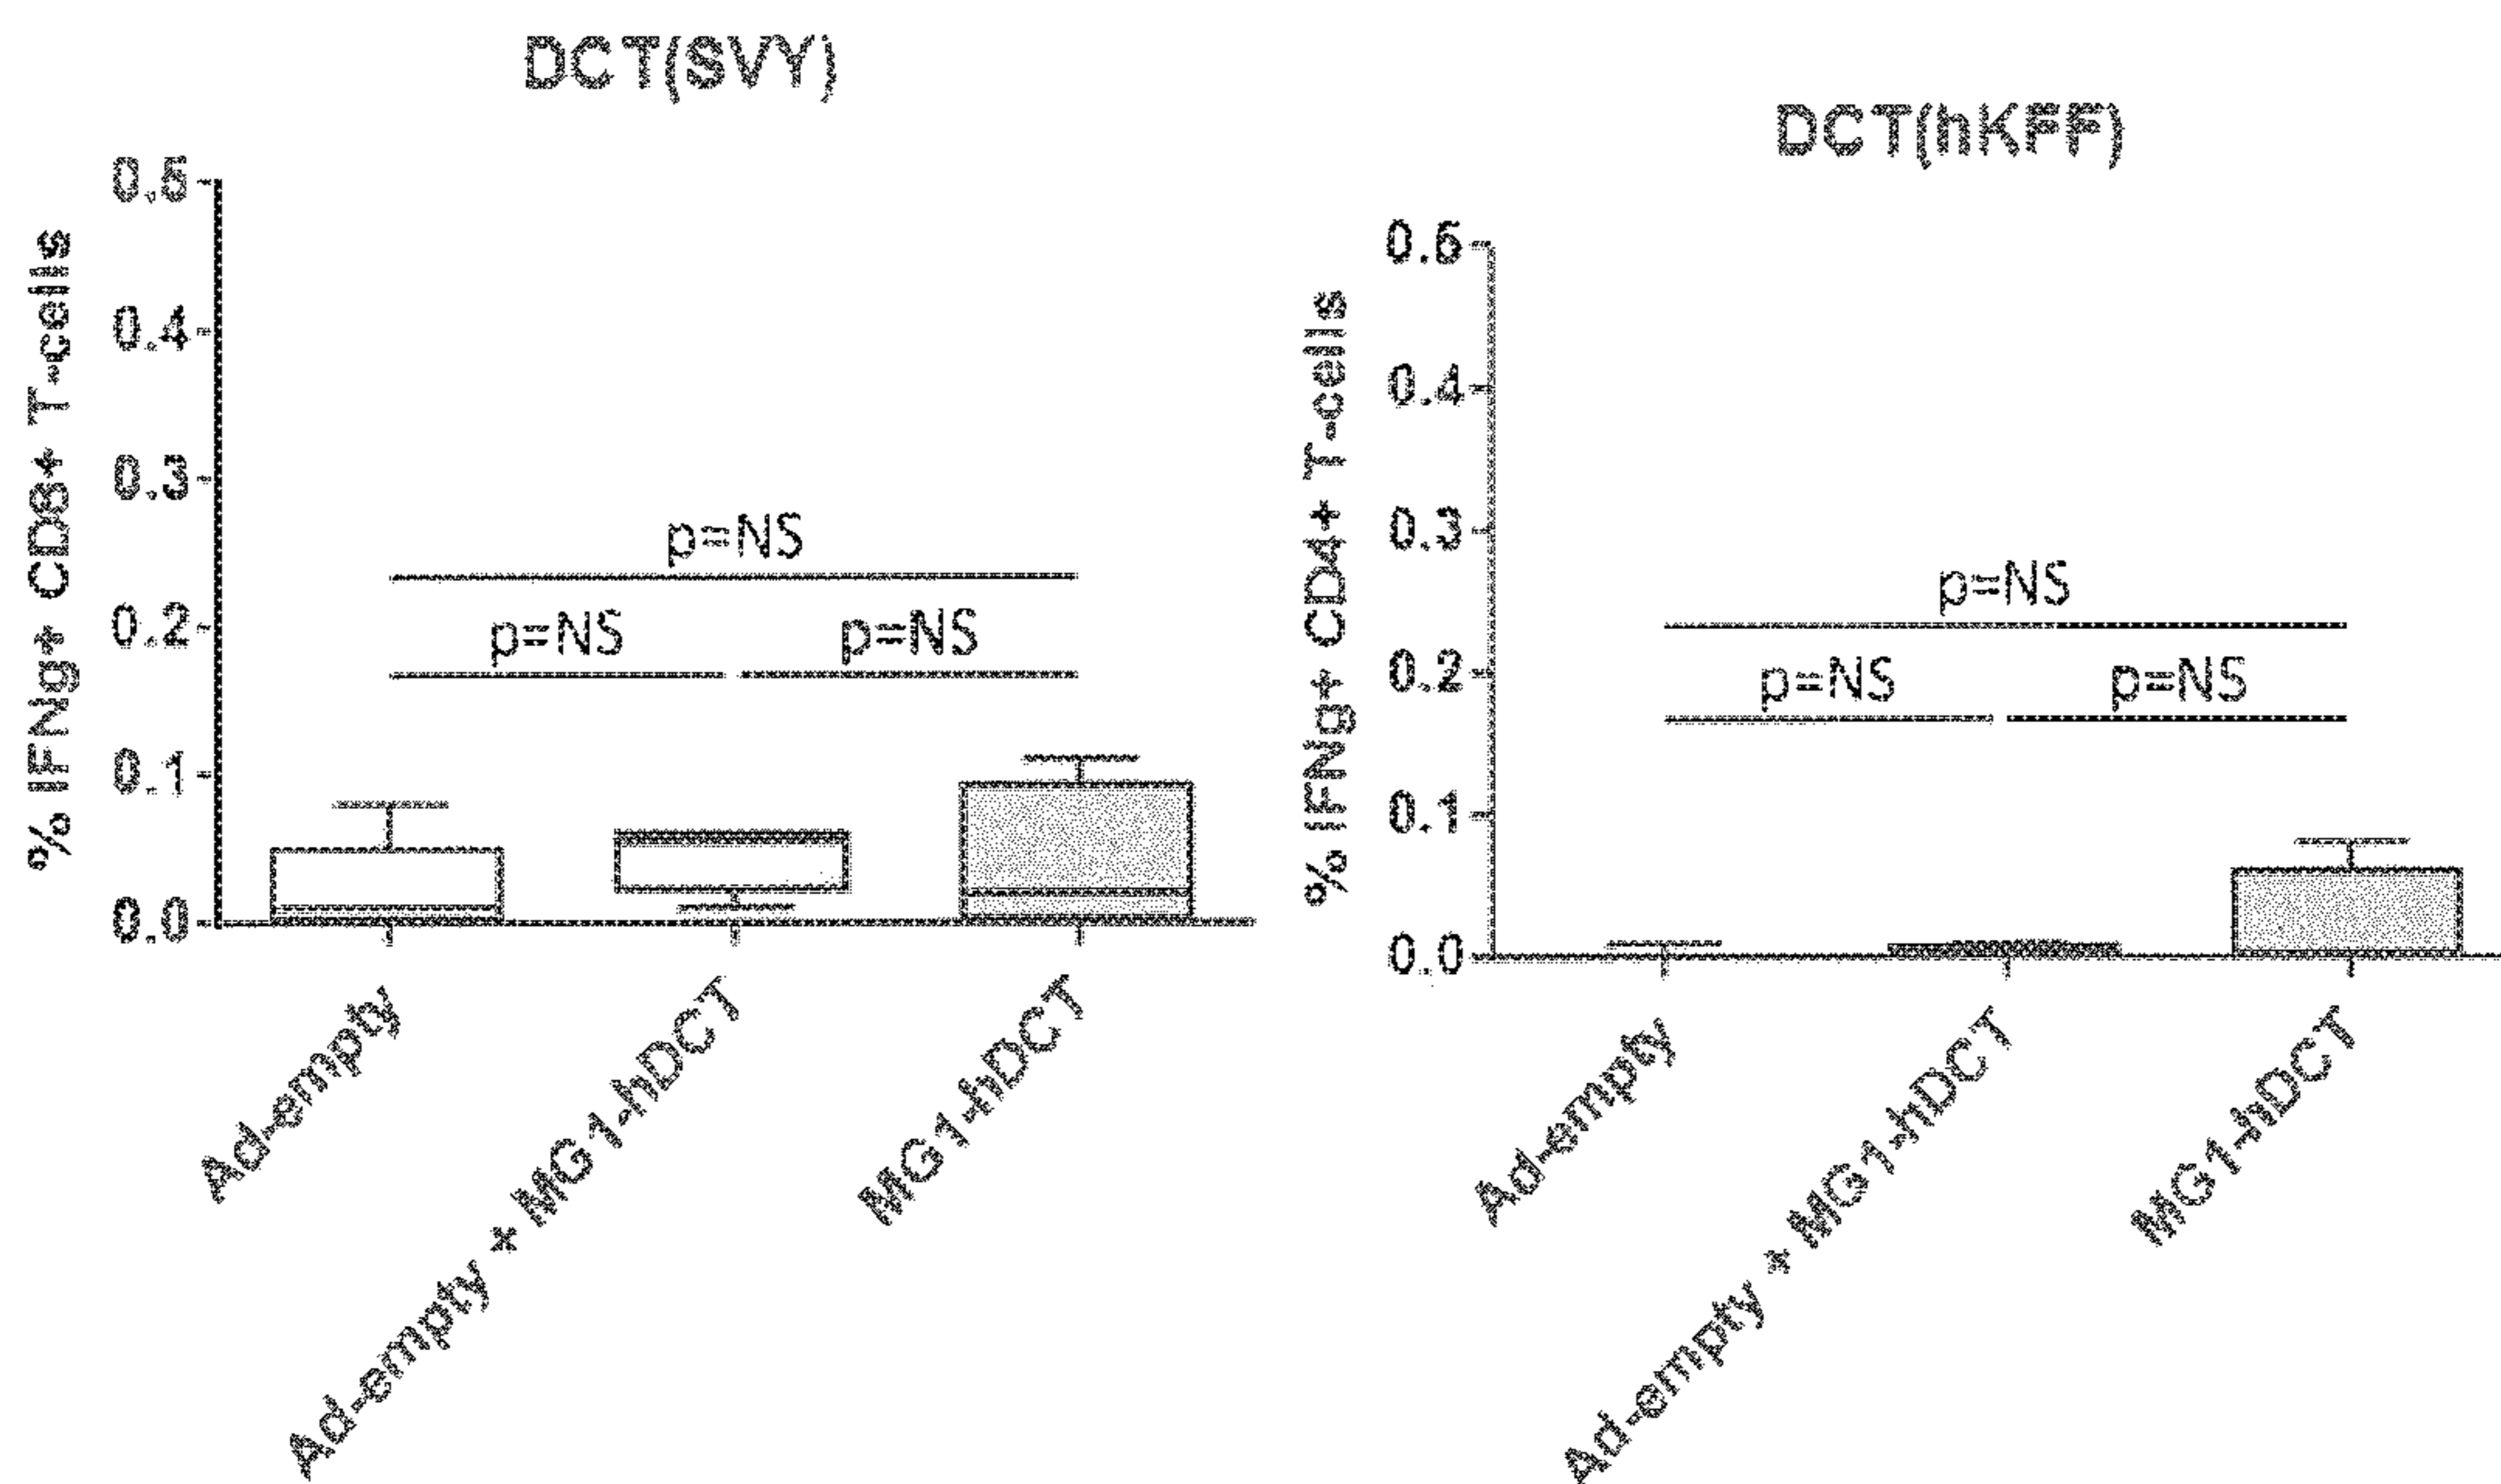 DCT(SVY)
% IFNg+ CD8+ T-cells
0.5
0.4
0.3
0.2
0.1
0.0
p=NS
p=NS
p=NS
Ad-empty
Ad-empty + MG1-hDCT
MG1-hDCT
DCT(hKFF)
% IFNg+ CD4+ T-cells
0.5
0.4
0.3
0.2
0.1
0.0
p=NS
p=NS
p=NS
Ad-empty
Ad-empty + MG1-hDCT
MG1-hDCT